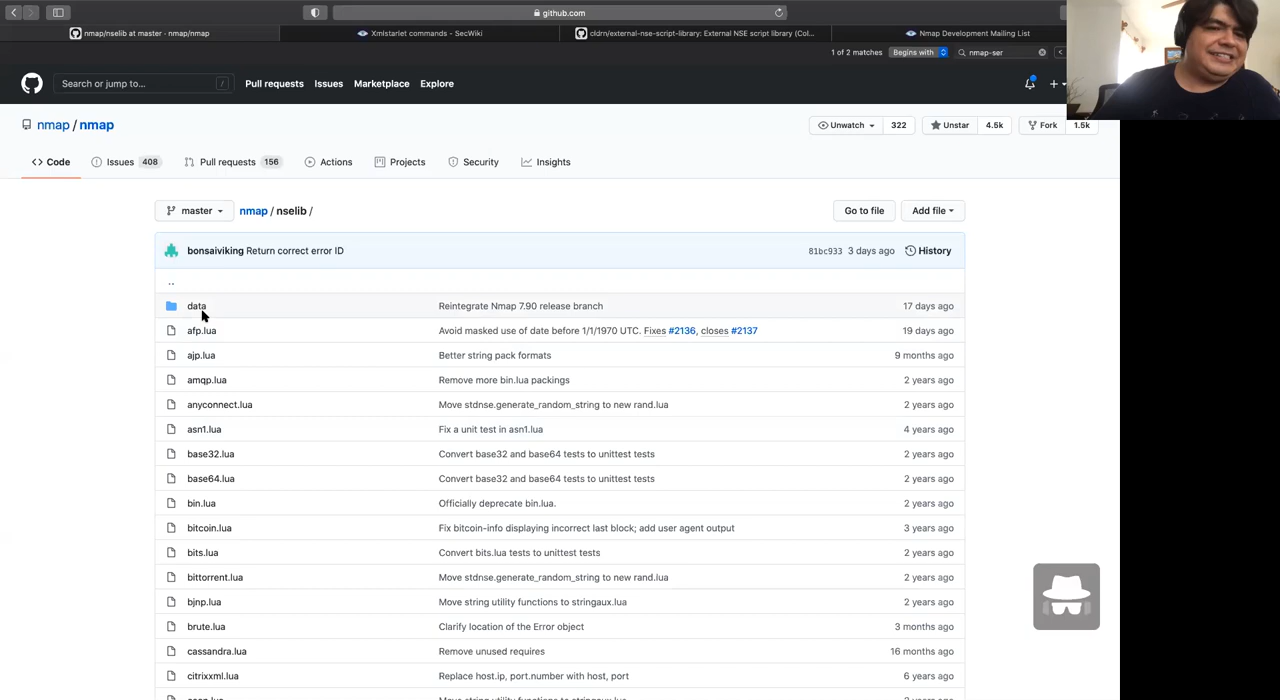 github.com
nmap/nselib at master · nmap/nmap
Xmlstarlet commands - SecWiki
cldrn/external-nse-script-library: External NSE script library (Col...
Nmap Development Mailing List
1 of 2 matches Begins with nmap-ser
Search or jump to... /
Pull requests Issues Marketplace Explore
nmap / nmap
Unwatch 322 Unstar 4.5k Fork 1.5k
Code Issues 408 Pull requests 156 Actions Projects Security Insights
master nmap / nselib / Go to file Add file
bonsaiviking Return correct error ID 81bc933 3 days ago History
..
data Reintegrate Nmap 7.90 release branch 17 days ago
afp.lua Avoid masked use of date before 1/1/1970 UTC. Fixes #2136, closes #2137 19 days ago
ajp.lua Better string pack formats 9 months ago
amqp.lua Remove more bin.lua packings 2 years ago
anyconnect.lua Move stdnse.generate_random_string to new rand.lua 2 years ago
asn1.lua Fix a unit test in asn1.lua 4 years ago
base32.lua Convert base32 and base64 tests to unittest tests 2 years ago
base64.lua Convert base32 and base64 tests to unittest tests 2 years ago
bin.lua Officially deprecate bin.lua. 2 years ago
bitcoin.lua Fix bitcoin-info displaying incorrect last block; add user agent output 3 years ago
bits.lua Convert bits.lua tests to unittest tests 2 years ago
bittorrent.lua Move stdnse.generate_random_string to new rand.lua 2 years ago
bjnp.lua Move string utility functions to stringaux.lua 2 years ago
brute.lua Clarify location of the Error object 3 months ago
cassandra.lua Remove unused requires 16 months ago
citrixxml.lua Replace host.ip, port.number with host, port 6 years ago